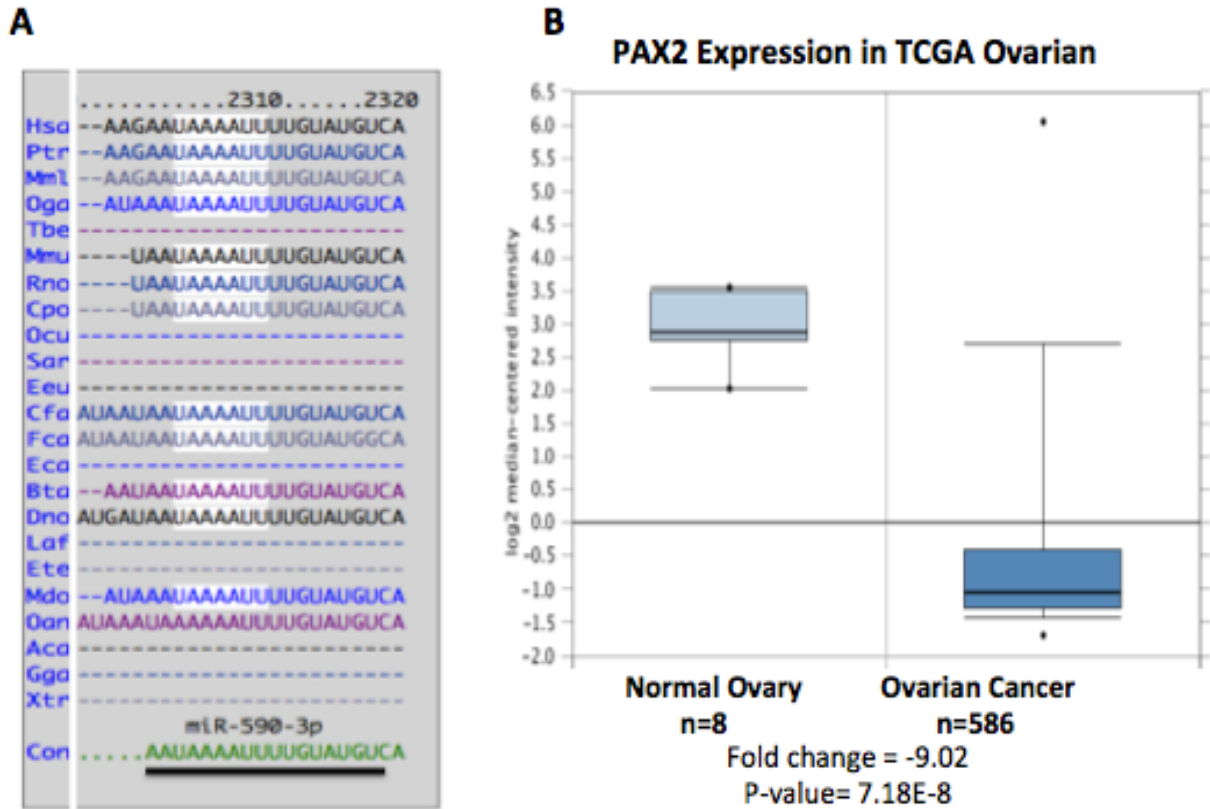 A
...........2310......2320
Hsa --AAGAAUAAAAUUUUGUAUGUCA
Ptr --AAGAAUAAAAUUUUGUAUGUCA
Mml --AAGAAUAAAAUUUUGUAUGUCA
Oga --AUAAAUAAAAUUUUGUAUGUCA
Tbe ------------------------
Mmu ----UAAUAAAAUUUUGUAUGUCA
Rno ----UAAUAAAAUUUUGUAUGUCA
Cpo ----UAAUAAAAUUUUGUAUGUCA
Ocu ------------------------
Sar ------------------------
Eeu ------------------------
Cfa AUAAUAAUAAAAUUUUGUAUGUCA
Fca AUAAUAAUAAAAUUUUGUAUGGCA
Eca ------------------------
Bta --AAUAAUAAAAUUUUGUAUGUCA
Dno AUGAUAAUAAAAUUUUGUAUGUCA
Laf ------------------------
Ete ------------------------
Mdo --AUAAAUAAAAUUUUGUAUGUCA
Oan AUAAAUAAAAAAUUUUGUAUGUCA
Aca ------------------------
Gga ------------------------
Xtr ------------------------
miR-590-3p
Con .....AAUAAAAUUUUGUAUGUCA
B
PAX2 Expression in TCGA Ovarian
log2 median-centered intensity
6.5
6.0
5.5
5.0
4.5
4.0
3.5
3.0
2.5
2.0
1.5
1.0
0.5
0.0
-0.5
-1.0
-1.5
-2.0
Normal Ovary
n=8
Ovarian Cancer
n=586
Fold change = -9.02
P-value= 7.18E-8